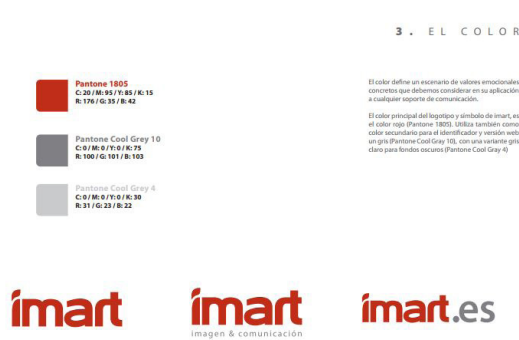 3. EL COLOR
Pantone 1805
C: 20 / M: 95 / Y: 85 / K: 15
R: 176 / G: 35 / B: 42
Pantone Cool Grey 10
C: 0 / M: 0 / Y: 0 / K: 75
R: 100 / G: 101 / B: 103
Pantone Cool Grey 4
C: 0 / M: 0 / Y: 0 / K: 30
R: 31 / G: 23 / B: 22
El color define un escenario de valores emocionales
concretos que debemos considerar en su aplicación
a cualquier soporte de comunicación.
El color principal del logotipo y símbolo de imart, es
el color rojo (Pantone 1805). Utiliza también como
color secundario para el identificador y versión web
un gris (Pantone Cool Gray 10), con una variante gris
claro para fondos oscuros (Pantone Cool Gray 4)
imart
imart
imagen & comunicación
imart.es